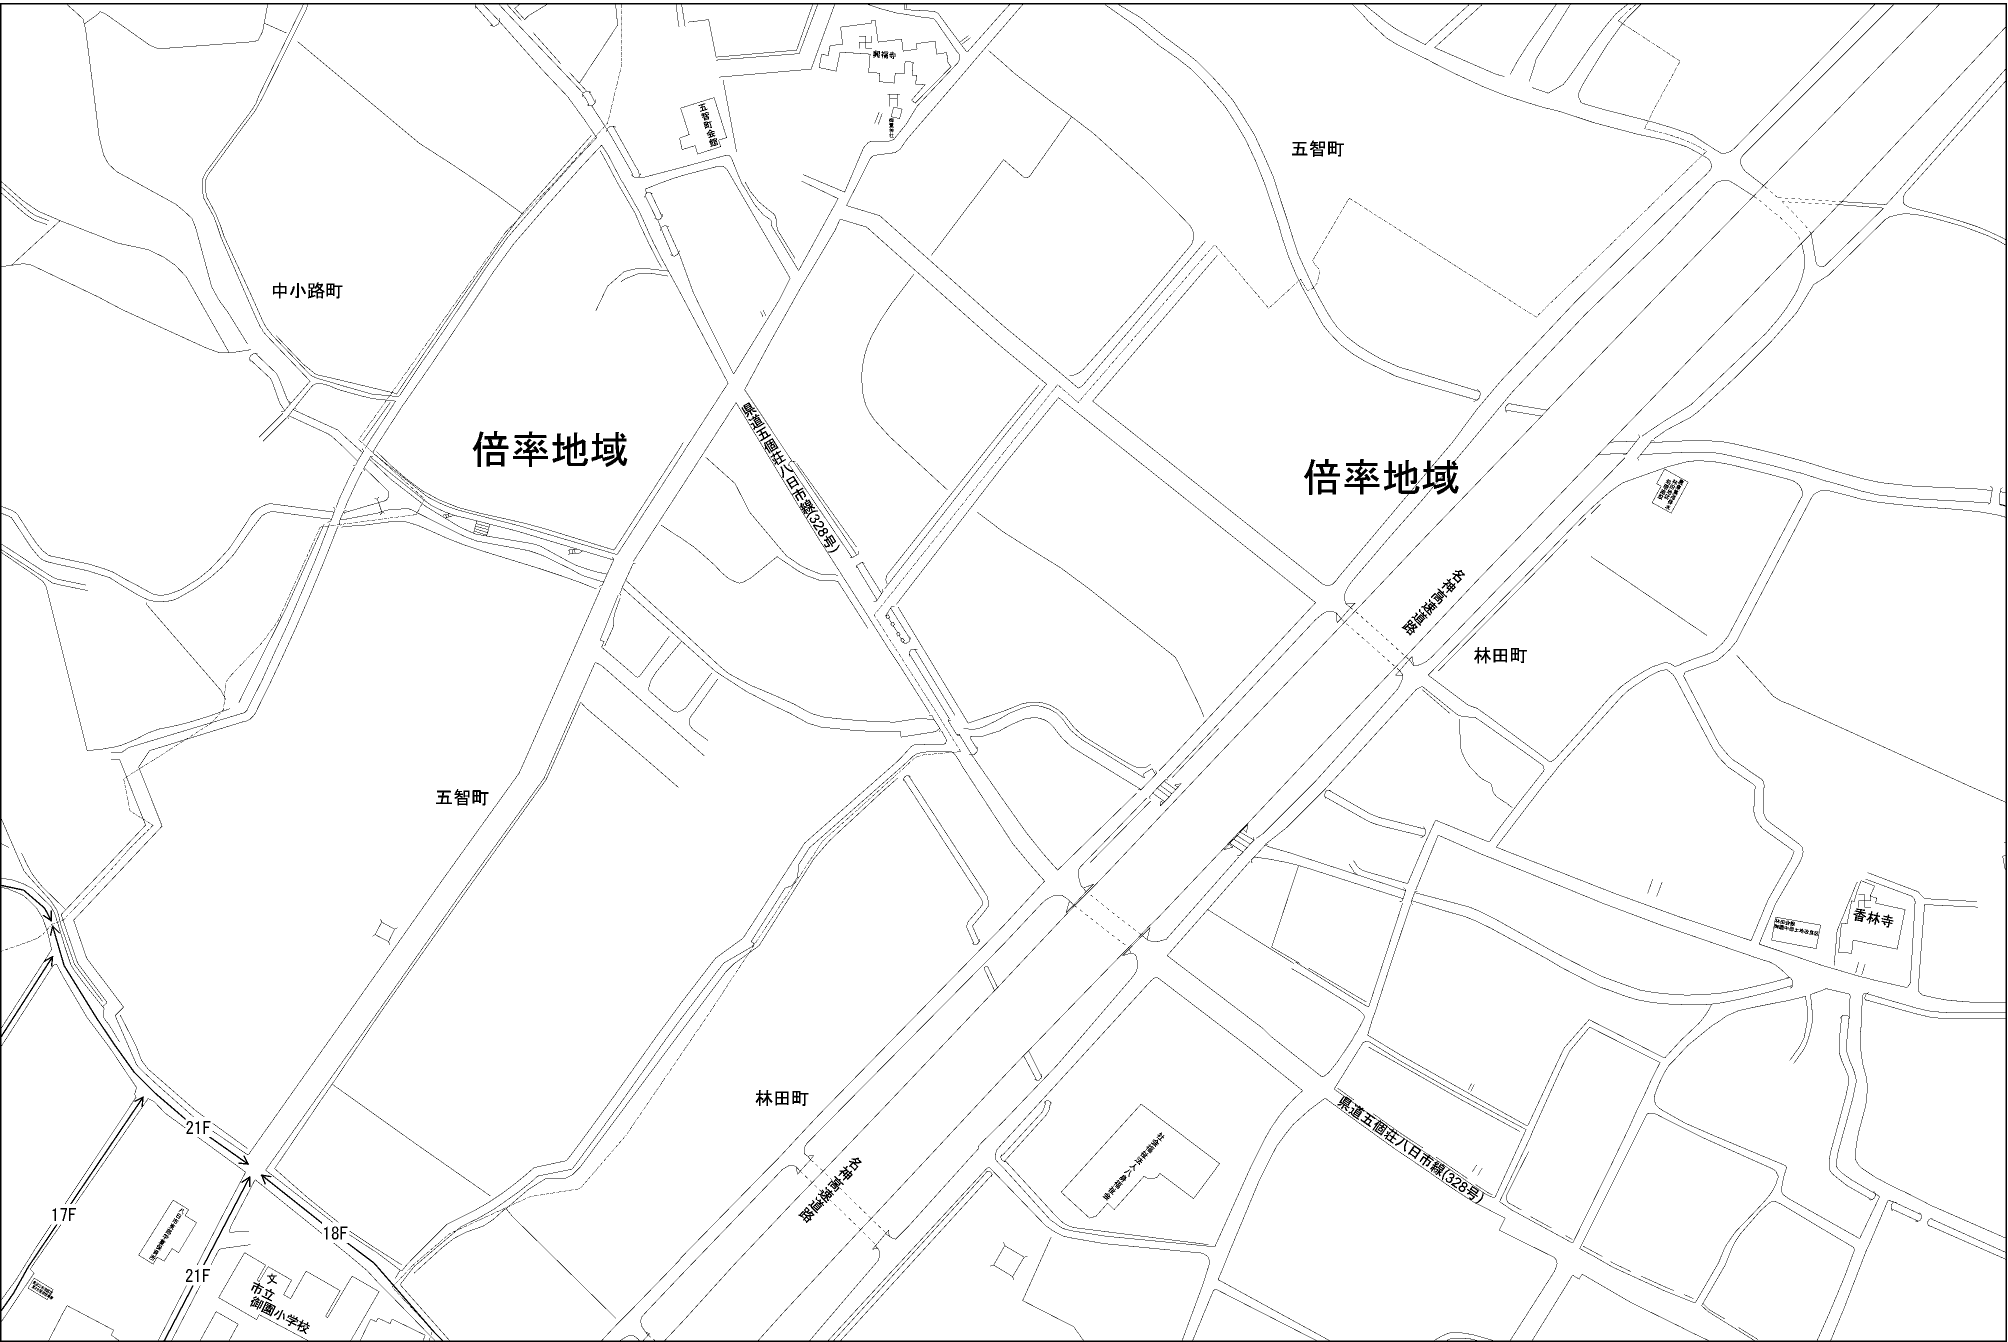 興福寺
五智町会館
五智町
中小路町
倍率地域
県道五個荘八日市線(328号)
倍率地域
名神高速道路
林田町
五智町
香林寺
林田町
県道五個荘八日市線(328号)
名神高速道路
21F
17F
18F
21F
文
市立
御園小学校